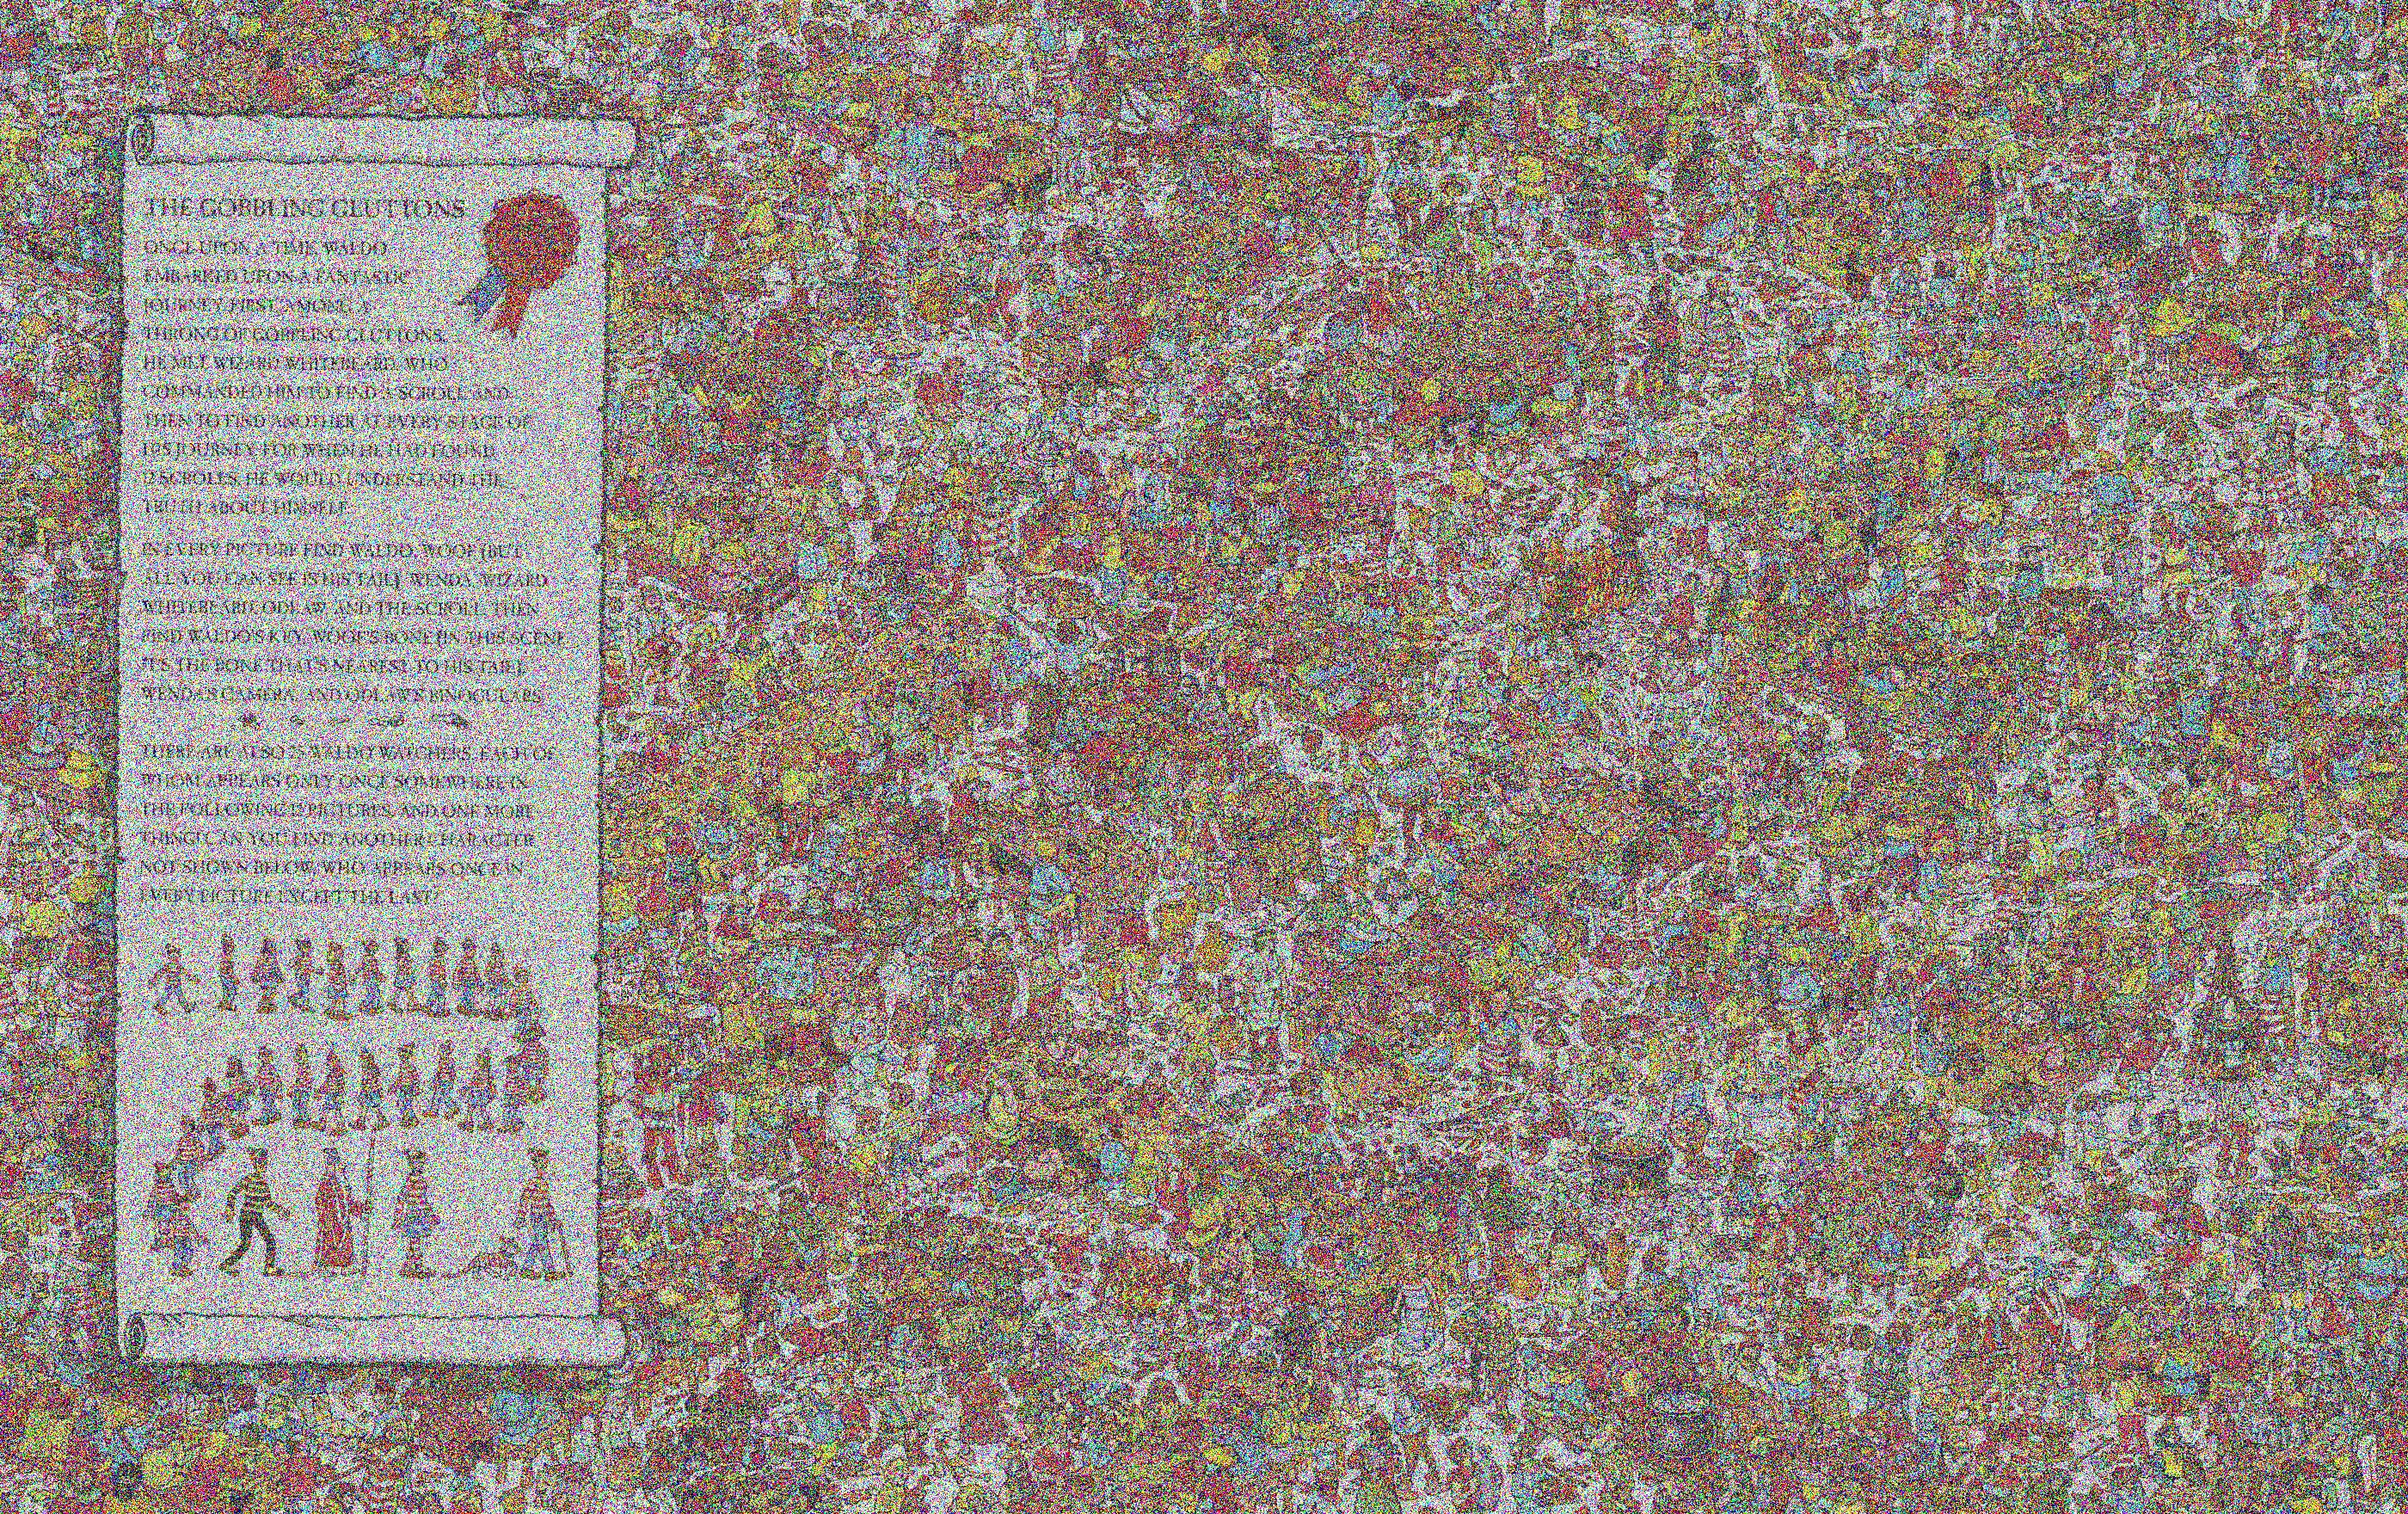 THE GOBBLING GLUTTONS
ONCE UPON A TIME WALDO
EMBARKED UPON A FANTASTIC
JOURNEY. FIRST, AMONG A
THRONG OF GOBBLING GLUTTONS,
HE MET WIZARD WHITEBEARD, WHO
COMMANDED HIM TO FIND A SCROLL AND
THEN TO FIND ANOTHER AT EVERY STAGE OF
HIS JOURNEY. FOR WHEN HE HAD FOUND
12 SCROLLS, HE WOULD UNDERSTAND THE
TRUTH ABOUT HIMSELF.
IN EVERY PICTURE FIND WALDO, WOOF (BUT
ALL YOU CAN SEE IS HIS TAIL), WENDA, WIZARD
WHITEBEARD, ODLAW, AND THE SCROLL. THEN
FIND WALDO'S KEY, WOOF'S BONE (IN THIS SCENE
IT'S THE BONE THAT'S NEAREST TO HIS TAIL),
WENDA'S CAMERA, AND ODLAW'S BINOCULARS.
THERE ARE ALSO 25 WALDO WATCHERS, EACH OF
WHOM APPEARS ONLY ONCE SOMEWHERE IN
THE FOLLOWING 12 PICTURES. AND ONE MORE
THING! CAN YOU FIND ANOTHER CHARACTER,
NOT SHOWN BELOW, WHO APPEARS ONCE IN
EVERY PICTURE EXCEPT THE LAST?